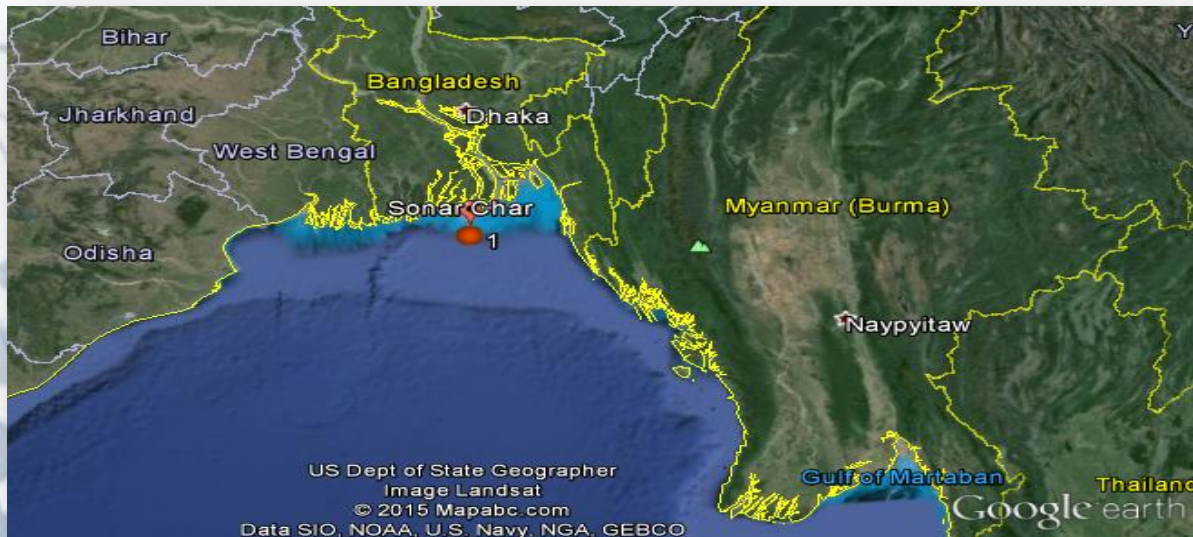 Bihar
Y
Bangladesh
Jharkhand
Dhaka
West Bengal
Sonar Char
Myanmar (Burma)
1
Odisha
Naypyitaw
US Dept of State Geographer
Image Landsat
© 2015 Mapabc.com
Data SIO, NOAA, U.S. Navy, NGA, GEBCO
Gulf of Martaban
Thailand
Google earth